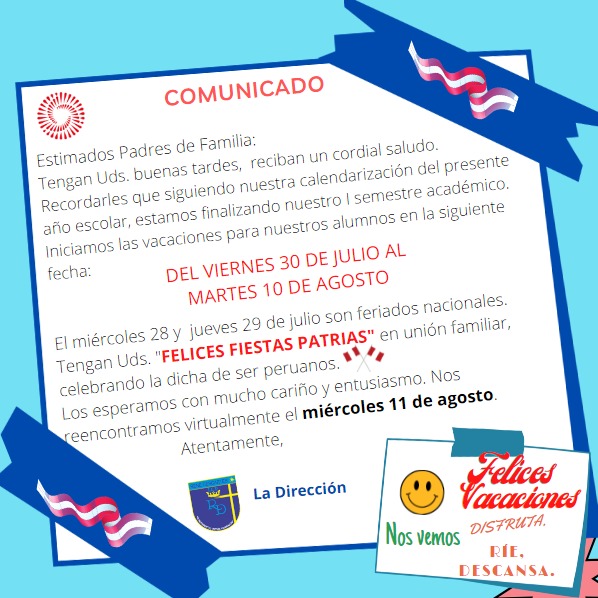 COMUNICADO
Estimados Padres de Familia:
Tengan Uds. buenas tardes, reciban un cordial saludo.
Recordarles que siguiendo nuestra calendarización del presente
año escolar, estamos finalizando nuestro I semestre académico.
Iniciamos las vacaciones para nuestros alumnos en la siguiente
fecha:
DEL VIERNES 30 DE JULIO AL
MARTES 10 DE AGOSTO
El miércoles 28 y jueves 29 de julio son feriados nacionales.
Tengan Uds. "FELICES FIESTAS PATRIAS" en unión familiar,
celebrando la dicha de ser peruanos.
Los esperamos con mucho cariño y entusiasmo. Nos
reencontramos virtualmente el miércoles 11 de agosto.
Atentamente,
La Dirección
Felices
Vacaciones
DISFRUTA.
Nos vemos
RÍE,
DESCANSA.